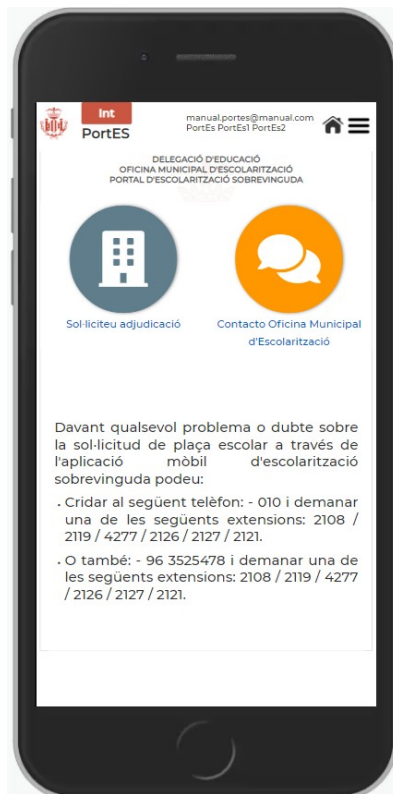 Int
PortES
manual.portes@manual.com
PortEs PortEs1 PortEs2
DELEGACIÓ D'EDUCACIÓ
OFICINA MUNICIPAL D'ESCOLARITZACIÓ
PORTAL D'ESCOLARITZACIÓ SOBREVINGUDA
Sol·liciteu adjudicació
Contacto Oficina Municipal
d'Escolarització
Davant qualsevol problema o dubte sobre
la sol·licitud de plaça escolar a través de
l'aplicació mòbil d'escolarització
sobrevinguda podeu:
• Cridar al següent telèfon: - 010 i demanar
una de les següents extensions: 2108 /
2119 / 4277 / 2126 / 2127 / 2121.
• O també: - 96 3525478 i demanar una de
les següents extensions: 2108 / 2119 / 4277
/ 2126 / 2127 / 2121.